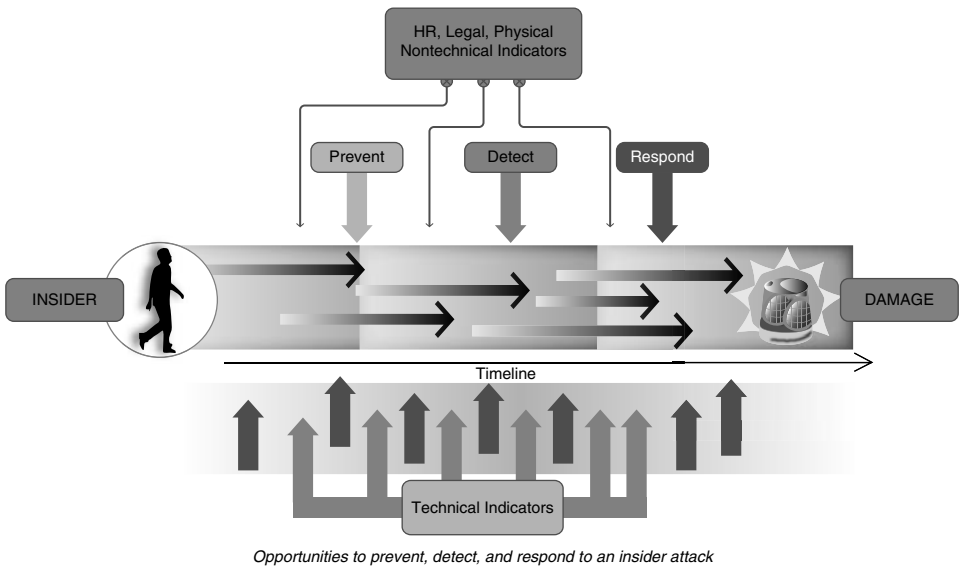 HR, Legal, Physical
Nontechnical Indicators
Prevent
Detect
Respond
INSIDER
DAMAGE
Timeline
Technical Indicators
Opportunities to prevent, detect, and respond to an insider attack